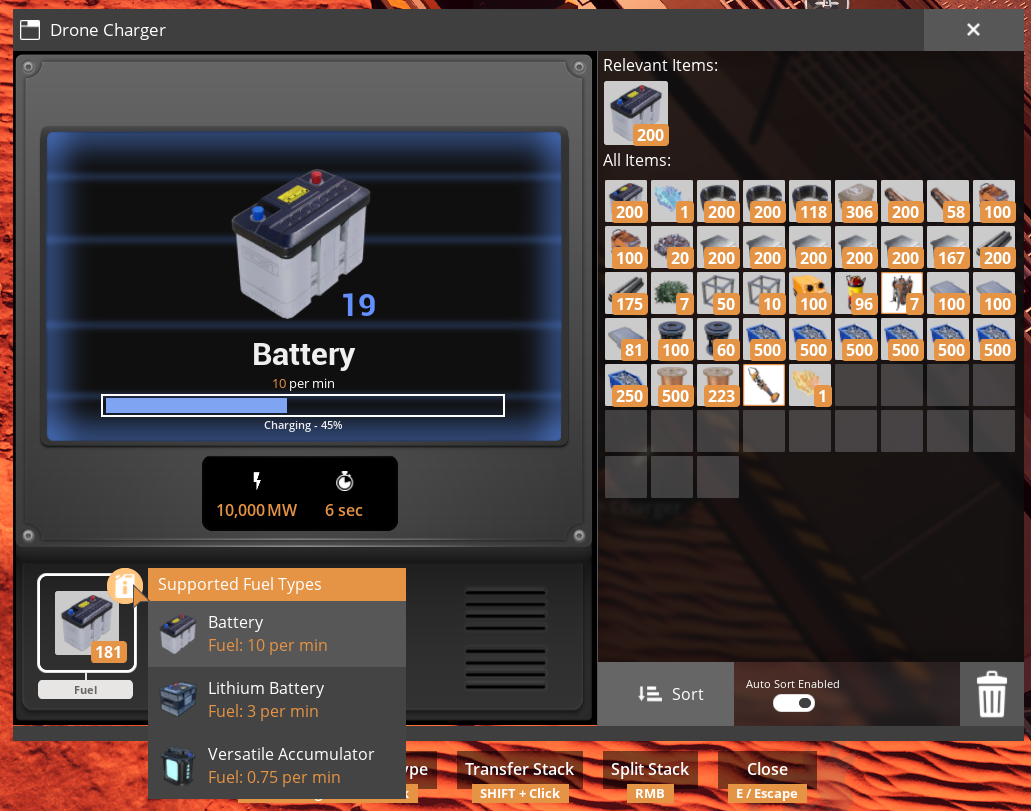 Drone Charger
Relevant Items:
200
All Items:
200 1 200 200 118 306 200 58 100
100 20 200 200 200 200 200 167 200
175 7 50 10 100 96 7 100 100
81 100 60 500 500 500 500 500 500
250 500 223 1
19
Battery
10 per min
Charging - 45%
10,000 MW 6 sec
181
Fuel
Supported Fuel Types
Battery
Fuel: 10 per min
Lithium Battery
Fuel: 3 per min
Versatile Accumulator
Fuel: 0.75 per min
Sort
Auto Sort Enabled
ype
Transfer Stack
SHIFT + Click
Split Stack
RMB
Close
E / Escape